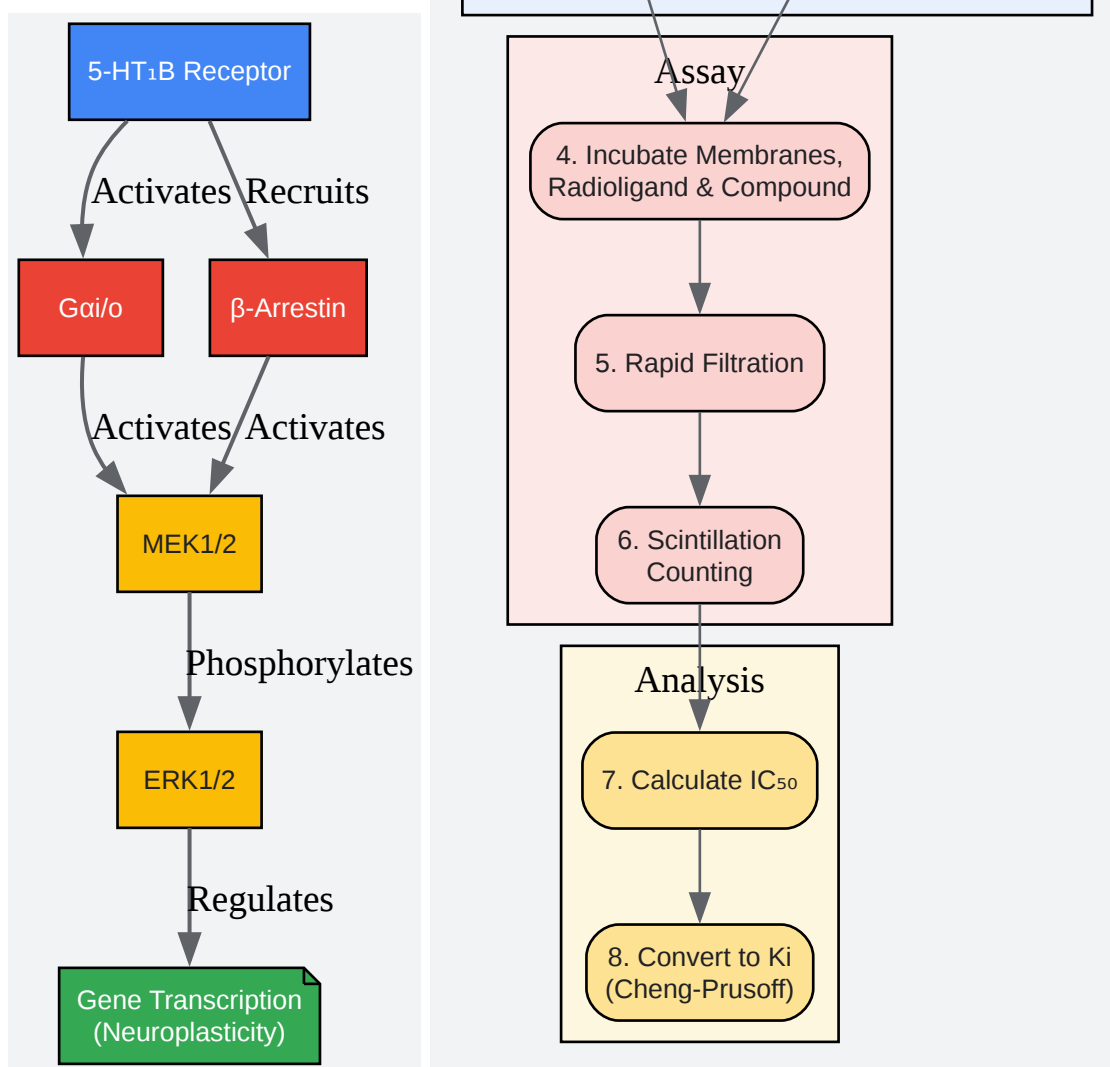 5-HT₁B Receptor
Activates
Recruits
Gαi/o
β-Arrestin
Activates
Activates
MEK1/2
Phosphorylates
ERK1/2
Regulates
Gene Transcription
(Neuroplasticity)
Assay
4. Incubate Membranes,
Radioligand & Compound
5. Rapid Filtration
6. Scintillation
Counting
Analysis
7. Calculate IC₅₀
8. Convert to Ki
(Cheng-Prusoff)